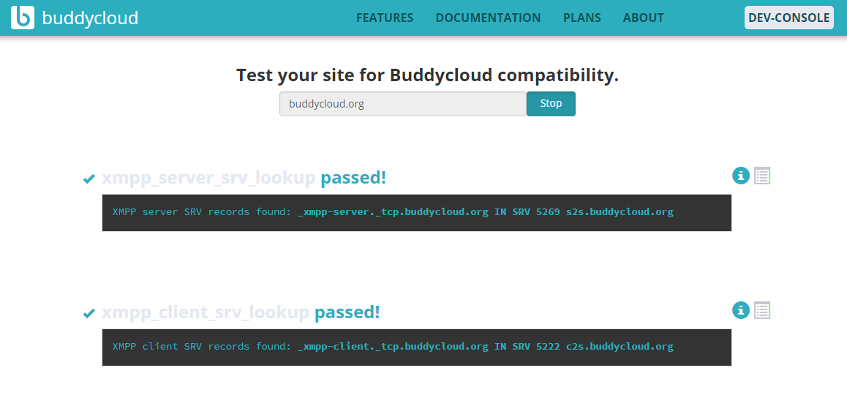 buddycloud FEATURES DOCUMENTATION PLANS ABOUT DEV-CONSOLE
Test your site for Buddycloud compatibility.
buddycloud.org Stop
xmpp_server_srv_lookup passed!
XMPP server SRV records found: _xmpp-server._tcp.buddycloud.org IN SRV 5269 s2s.buddycloud.org
xmpp_client_srv_lookup passed!
XMPP client SRV records found: _xmpp-client._tcp.buddycloud.org IN SRV 5222 c2s.buddycloud.org